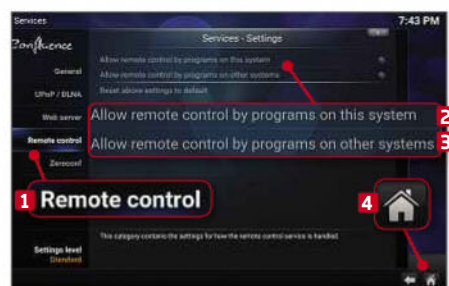 Services
7:43 PM
Confluence
Services - Settings
General
Allow remote control by programs on this system
Allow remote control by programs on other systems
UPnP / DLNA
Reset above settings to default
Web server
Allow remote control by programs on this system
2
Remote control
Allow remote control by programs on other systems
3
Zeroconf
1
Remote control
4
This category contains the settings for how the remote control service is handled.
Settings level
Standard